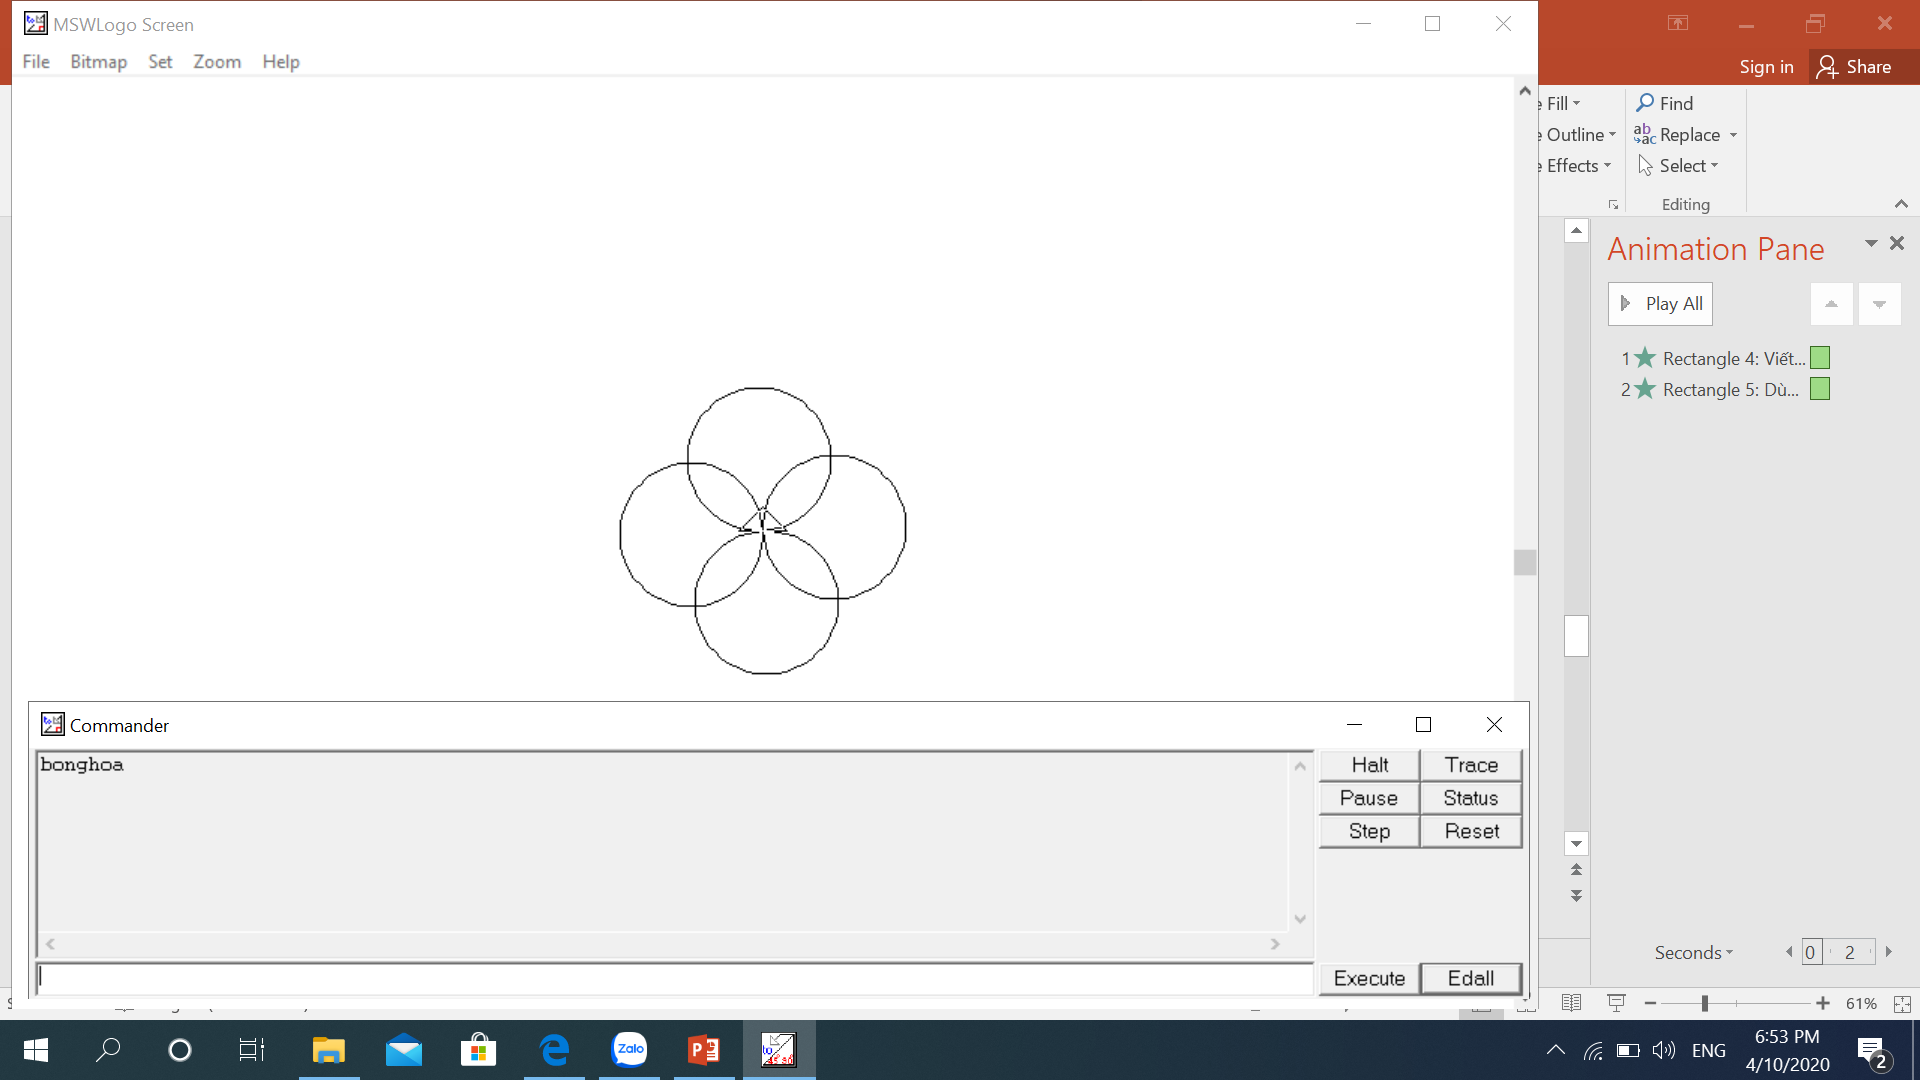 MSWLogo Screen
File Bitmap Set Zoom Help
Sign in Share
Fill
Find
Outline
Replace
Effects
Select
Editing
Animation Pane
Play All
1 Rectangle 4: Viết...
2 Rectangle 5: Dù...
Commander
bonghoa
Halt Trace
Pause Status
Step Reset
Execute Edall
Seconds 0 2
61%
Zalo
ENG
6:53 PM
4/10/2020
2